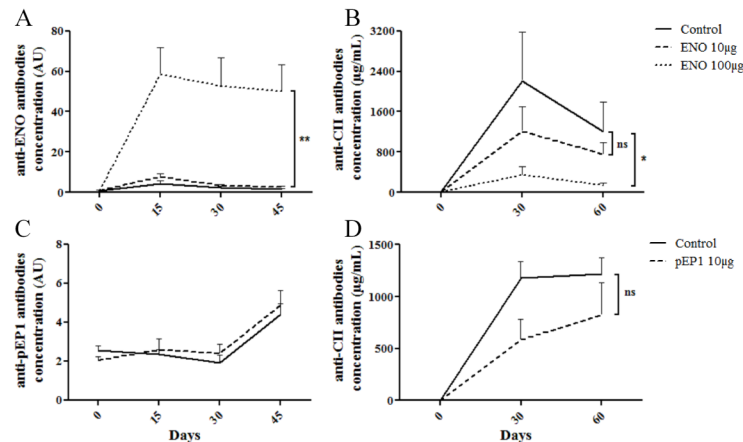 A
anti-ENO antibodies
concentration (AU)
80
60
40
20
0
0
15
30
45
**
B
anti-CII antibodies
concentration (µg/mL)
3200
2400
1600
800
0
0
30
60
ns
*
Control
ENO 10µg
ENO 100µg
C
anti-pEP1 antibodies
concentration (AU)
8
6
4
2
0
0
15
30
45
Days
D
anti-CII antibodies
concentration (µg/mL)
1500
1000
500
0
0
30
60
Days
ns
Control
pEP1 10µg